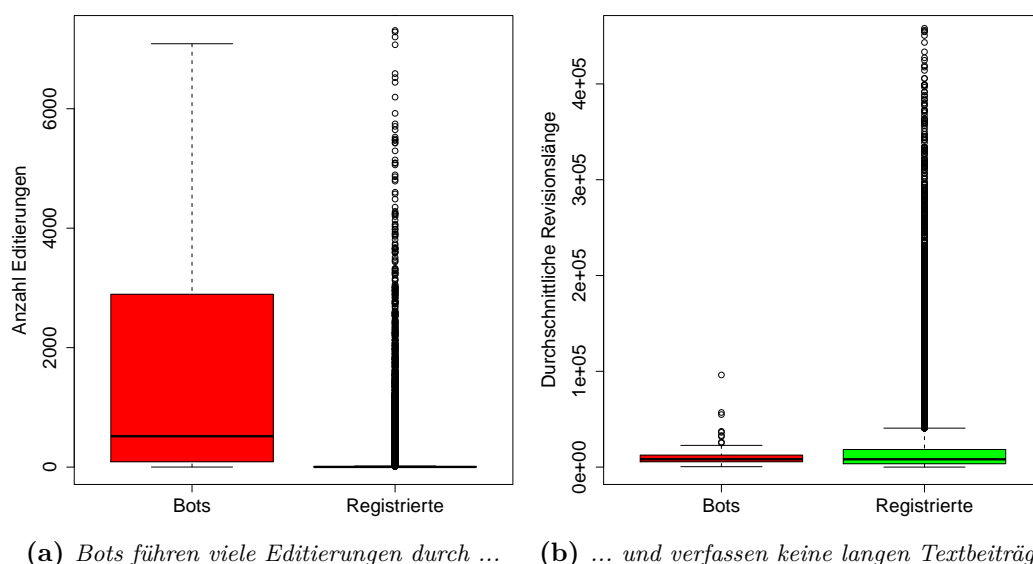 Anzahl Editierungen
6000
4000
2000
0
Bots
Registrierte
Durchschnittliche Revisionslänge
4e+05
3e+05
2e+05
1e+05
0e+00
Bots
Registrierte
(a) Bots führen viele Editierungen durch ...
(b) ... und verfassen keine langen Textbeiträg